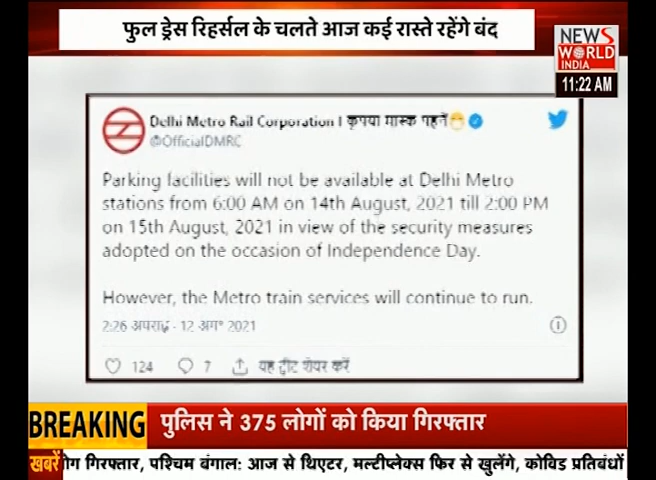 फुल ड्रेस रिहर्सल के चलते आज कई रास्ते रहेंगे बंद
NEWS
WORLD
INDIA
11:22 AM
Delhi Metro Rail Corporation I कृपया मास्क पहनें😷
@OfficialDMRC
Parking facilities will not be available at Delhi Metro
stations from 6:00 AM on 14th August, 2021 till 2:00 PM
on 15th August, 2021 in view of the security measures
adopted on the occasion of Independence Day.
However, the Metro train services will continue to run.
2:26 अपराह्न · 12 अग॰ 2021
124 7 यह ट्वीट शेयर करें
BREAKING पुलिस ने 375 लोगों को किया गिरफ्तार
खबरें ोग गिरफ्तार, पश्चिम बंगाल: आज से थिएटर, मल्टीप्लेक्स फिर से खुलेंगे, कोविड प्रतिबंधों